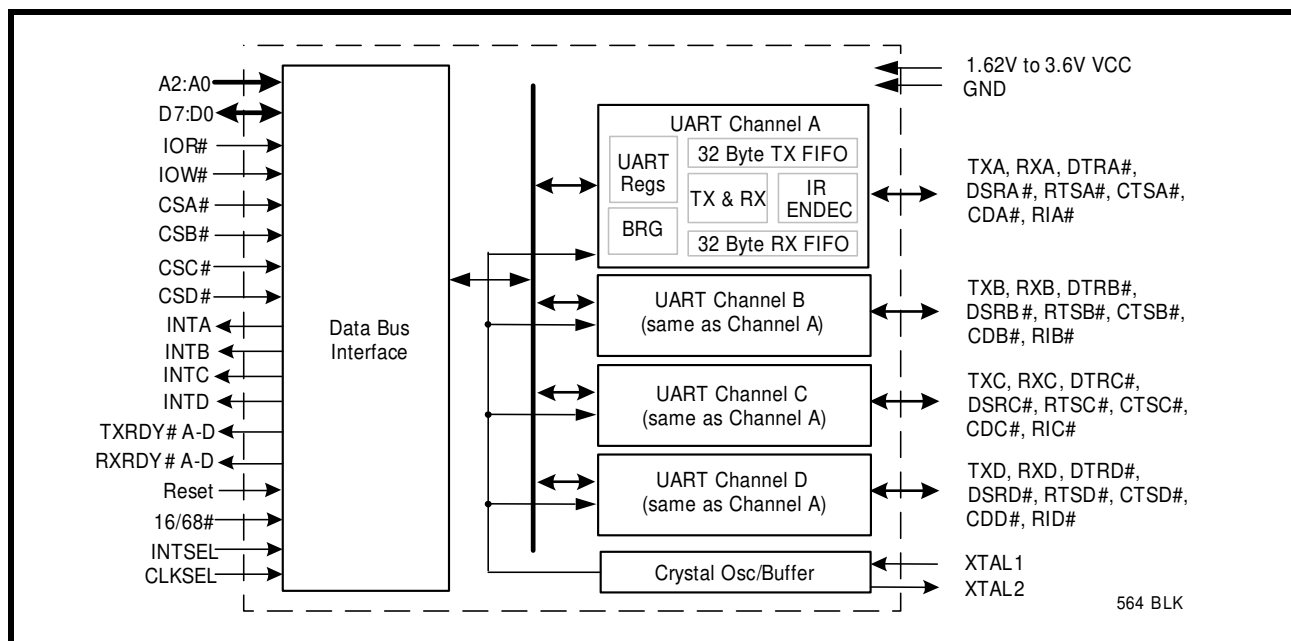 A2:A0
D7:D0
IOR#
IOW#
CSA#
CSB#
CSC#
CSD#
INTA
INTB
INTC
INTD
TXRDY# A-D
RXRDY# A-D
Reset
16/68#
INTSEL
CLKSEL
Data Bus
Interface
UART Channel A
UART
Regs
BRG
32 Byte TX FIFO
TX & RX
IR
ENDEC
32 Byte RX FIFO
UART Channel B
(same as Channel A)
UART Channel C
(same as Channel A)
UART Channel D
(same as Channel A)
Crystal Osc/Buffer
1.62V to 3.6V VCC
GND
TXA, RXA, DTRA#,
DSRA#, RTSA#, CTSA#,
CDA#, RIA#
TXB, RXB, DTRB#,
DSRB#, RTSB#, CTSB#,
CDB#, RIB#
TXC, RXC, DTRC#,
DSRC#, RTSC#, CTSC#,
CDC#, RIC#
TXD, RXD, DTRD#,
DSRD#, RTSD#, CTSD#,
CDD#, RID#
XTAL1
XTAL2
564 BLK